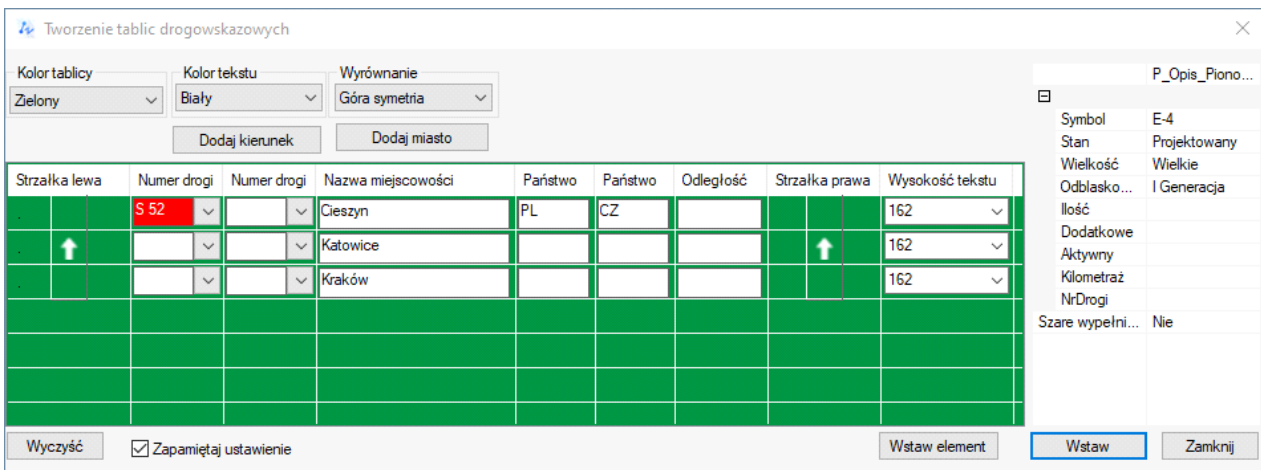 Tworzenie tablic drogowskazowych
Kolor tablicy Kolor tekstu Wyrównanie P_Opis_Piono...
Zielony Biały Góra symetria
Dodaj kierunek Dodaj miasto
Symbol E-4
Stan Projektowany
Wielkość Wielkie
Odblasko... I Generacja
Ilość
Dodatkowe
Aktywny
Kilometraż
NrDrogi
Szare wypełni... Nie
Strzałka lewa Numer drogi Numer drogi Nazwa miejscowości Państwo Państwo Odległość Strzałka prawa Wysokość tekstu
S 52 Cieszyn PL CZ 162
Katowice 162
Kraków 162
Wyczyść Zapamiętaj ustawienie Wstaw element Wstaw Zamknij